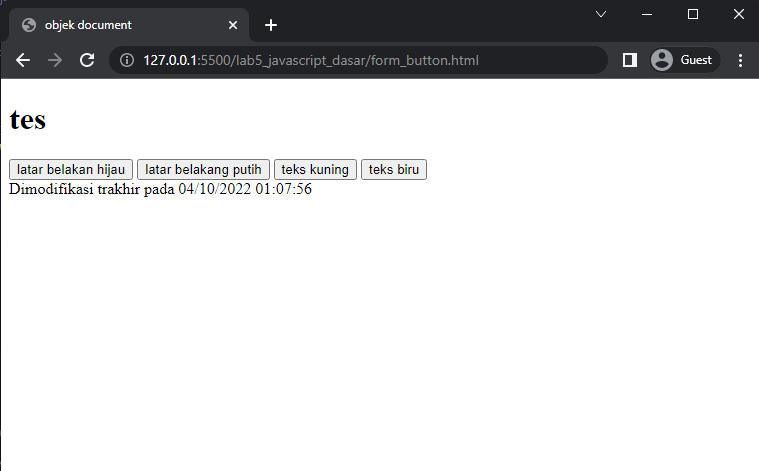 objek document
127.0.0.1:5500/lab5_javascript_dasar/form_button.html
Guest
tes
latar belakan hijau latar belakang putih teks kuning teks biru
Dimodifikasi trakhir pada 04/10/2022 01:07:56